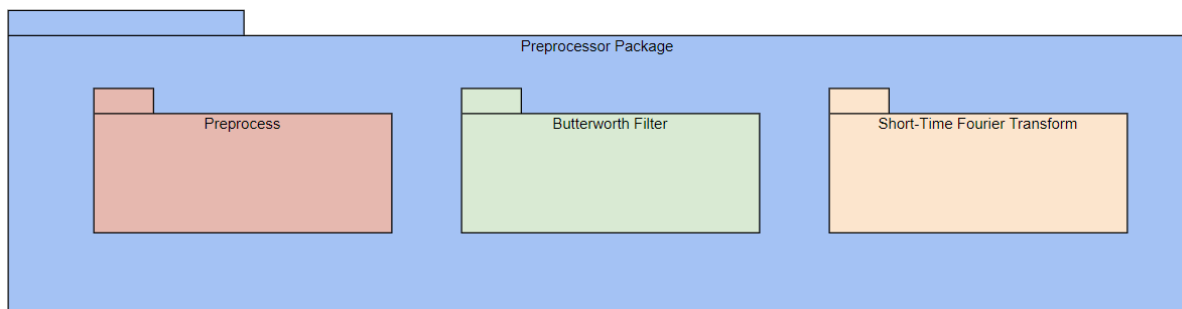 Preprocessor Package
Preprocess
Butterworth Filter
Short-Time Fourier Transform